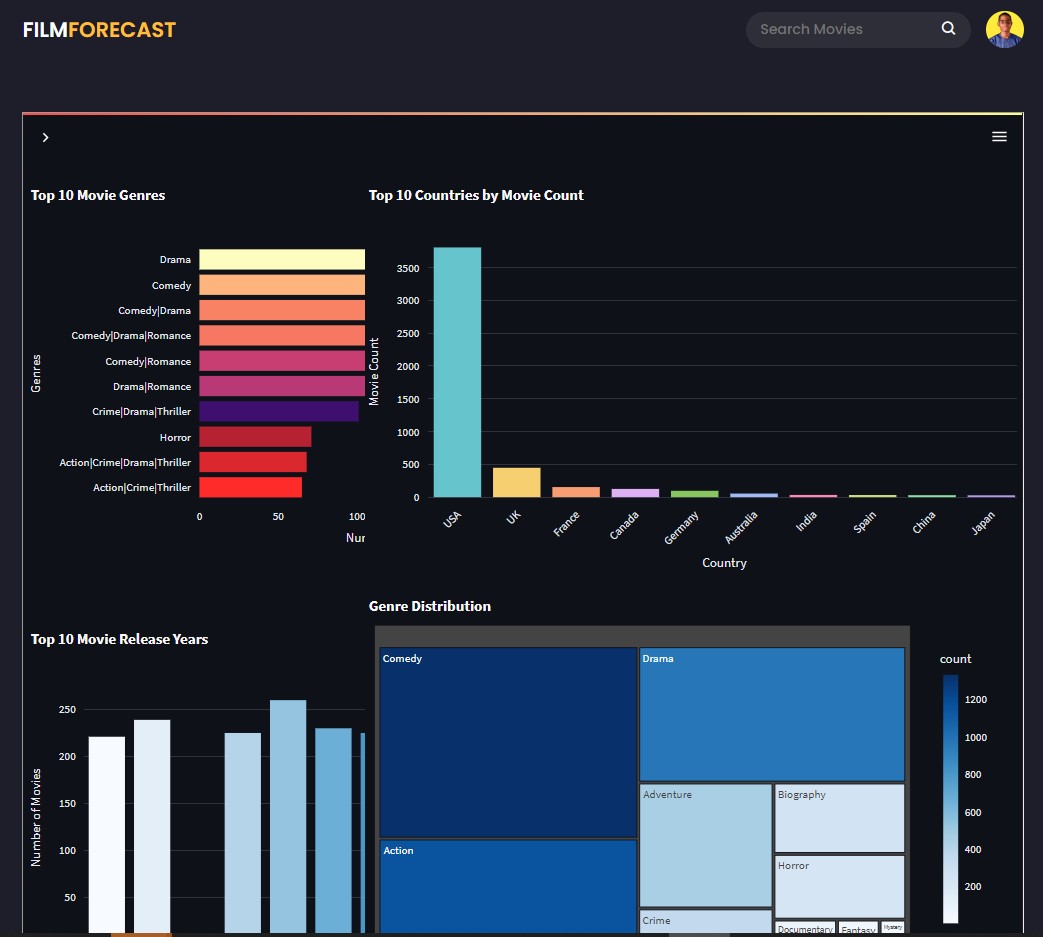 FILMFORECAST
Search Movies
Top 10 Movie Genres
Genres
Drama
Comedy
Comedy|Drama
Comedy|Drama|Romance
Comedy|Romance
Drama|Romance
Crime|Drama|Thriller
Horror
Action|Crime|Drama|Thriller
Action|Crime|Thriller
0 50 100
Nur
Top 10 Countries by Movie Count
Movie Count
3500
3000
2500
2000
1500
1000
500
0
USA UK France Canada Germany Australia India Spain China Japan
Country
Top 10 Movie Release Years
Number of Movies
250
200
150
100
50
Genre Distribution
Comedy
Drama
Adventure
Biography
Action
Horror
Crime
Documentary
Fantasy
Mystery
count
1200
1000
800
600
400
200